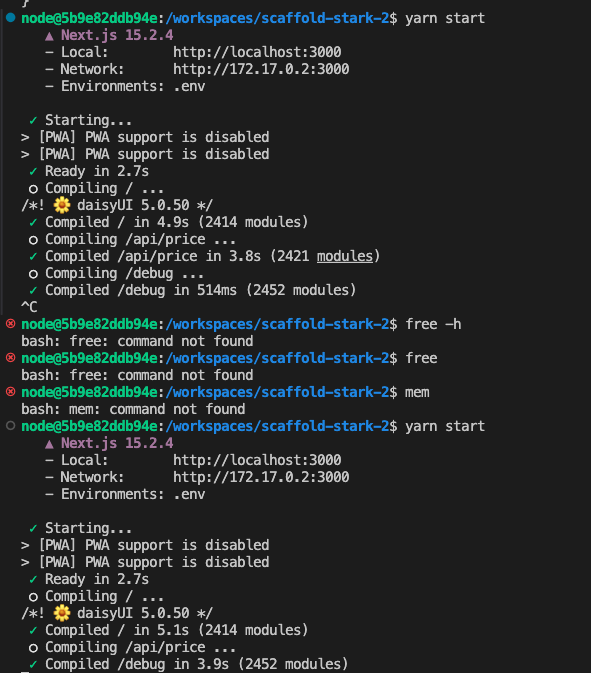 }
node@5b9e82ddb94e:/workspaces/scaffold-stark-2$ yarn start
▲ Next.js 15.2.4
- Local: http://localhost:3000
- Network: http://172.17.0.2:3000
- Environments: .env
✓ Starting...
> [PWA] PWA support is disabled
> [PWA] PWA support is disabled
✓ Ready in 2.7s
○ Compiling / ...
/*! 🌼 daisyUI 5.0.50 */
✓ Compiled / in 4.9s (2414 modules)
○ Compiling /api/price ...
✓ Compiled /api/price in 3.8s (2421 modules)
○ Compiling /debug ...
✓ Compiled /debug in 514ms (2452 modules)
^C
node@5b9e82ddb94e:/workspaces/scaffold-stark-2$ free -h
bash: free: command not found
node@5b9e82ddb94e:/workspaces/scaffold-stark-2$ free
bash: free: command not found
node@5b9e82ddb94e:/workspaces/scaffold-stark-2$ mem
bash: mem: command not found
node@5b9e82ddb94e:/workspaces/scaffold-stark-2$ yarn start
▲ Next.js 15.2.4
- Local: http://localhost:3000
- Network: http://172.17.0.2:3000
- Environments: .env
✓ Starting...
> [PWA] PWA support is disabled
> [PWA] PWA support is disabled
✓ Ready in 2.7s
○ Compiling / ...
/*! 🌼 daisyUI 5.0.50 */
✓ Compiled / in 5.1s (2414 modules)
○ Compiling /api/price ...
✓ Compiled /debug in 3.9s (2452 modules)